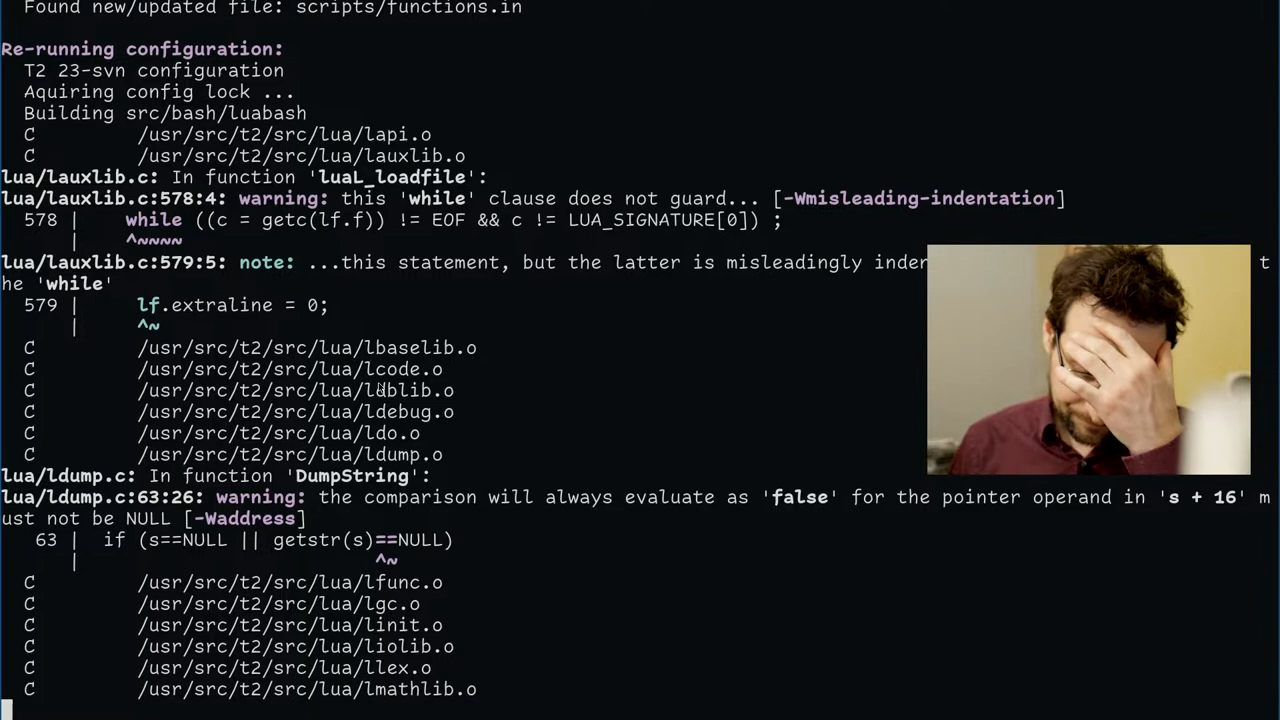 Found new/updated file: scripts/functions.in
Re-running configuration:
T2 23-svn configuration
Aquiring config lock ...
Building src/bash/luabash
C /usr/src/t2/src/lua/lapi.o
C /usr/src/t2/src/lua/lauxlib.o
lua/lauxlib.c: In function 'luaL_loadfile':
lua/lauxlib.c:578:4: warning: this 'while' clause does not guard... [-Wmisleading-indentation]
578 | while ((c = getc(lf.f)) != EOF && c != LUA_SIGNATURE[0]) ;
| ^~~~~
lua/lauxlib.c:579:5: note: ...this statement, but the latter is misleadingly t
he 'while'
579 | lf.extraline = 0;
| ^~
C /usr/src/t2/src/lua/lbaselib.o
C /usr/src/t2/src/lua/lcode.o
C /usr/src/t2/src/lua/ldblib.o
C /usr/src/t2/src/lua/ldebug.o
C /usr/src/t2/src/lua/ldo.o
C /usr/src/t2/src/lua/ldump.o
lua/ldump.c: In function 'DumpString':
lua/ldump.c:63:26: warning: the comparison will always evaluate as 'false' for the pointer operand in 's + 16' m
ust not be NULL [-Waddress]
63 | if (s==NULL || getstr(s)==NULL)
| ^~
C /usr/src/t2/src/lua/lfunc.o
C /usr/src/t2/src/lua/lgc.o
C /usr/src/t2/src/lua/linit.o
C /usr/src/t2/src/lua/liolib.o
C /usr/src/t2/src/lua/llex.o
C /usr/src/t2/src/lua/lmathlib.o